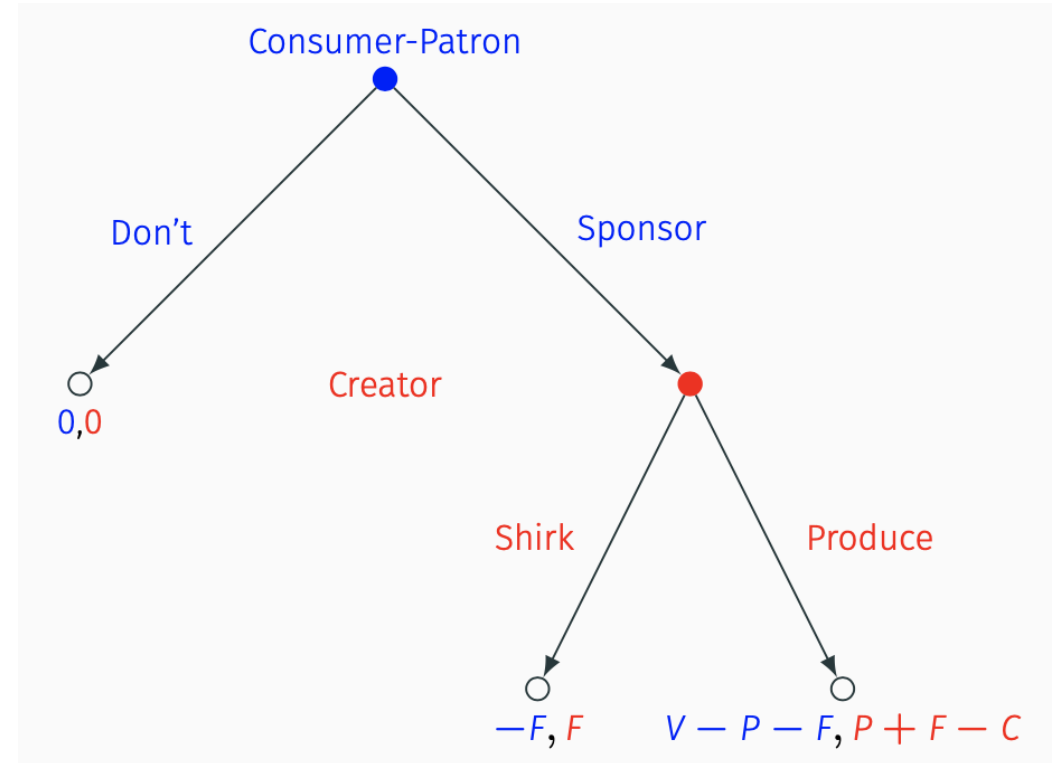 Consumer-Patron
Don’t
Sponsor
0,0
Creator
Shirk
Produce
−F, F
V − P − F, P + F − C